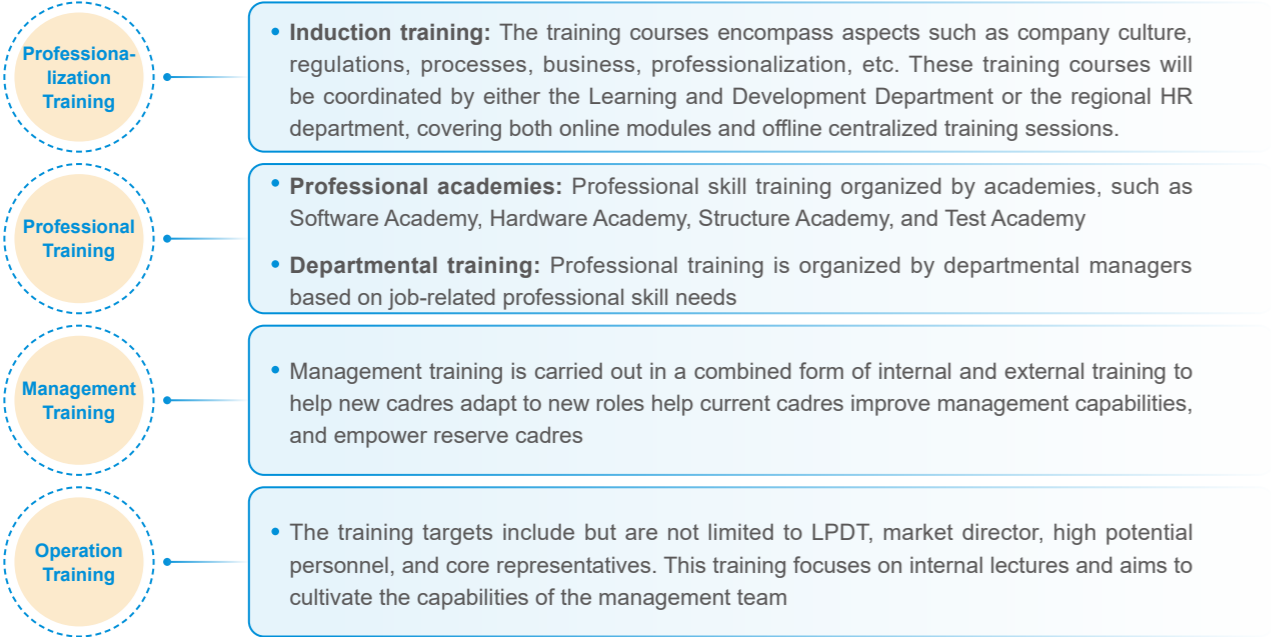 Professiona-
lization
Training
• Induction training: The training courses encompass aspects such as company culture,
regulations, processes, business, professionalization, etc. These training courses will
be coordinated by either the Learning and Development Department or the regional HR
department, covering both online modules and offline centralized training sessions.
Professional
Training
• Professional academies: Professional skill training organized by academies, such as
Software Academy, Hardware Academy, Structure Academy, and Test Academy
• Departmental training: Professional training is organized by departmental managers
based on job-related professional skill needs
Management
Training
• Management training is carried out in a combined form of internal and external training to
help new cadres adapt to new roles help current cadres improve management capabilities,
and empower reserve cadres
Operation
Training
• The training targets include but are not limited to LPDT, market director, high potential
personnel, and core representatives. This training focuses on internal lectures and aims to
cultivate the capabilities of the management team